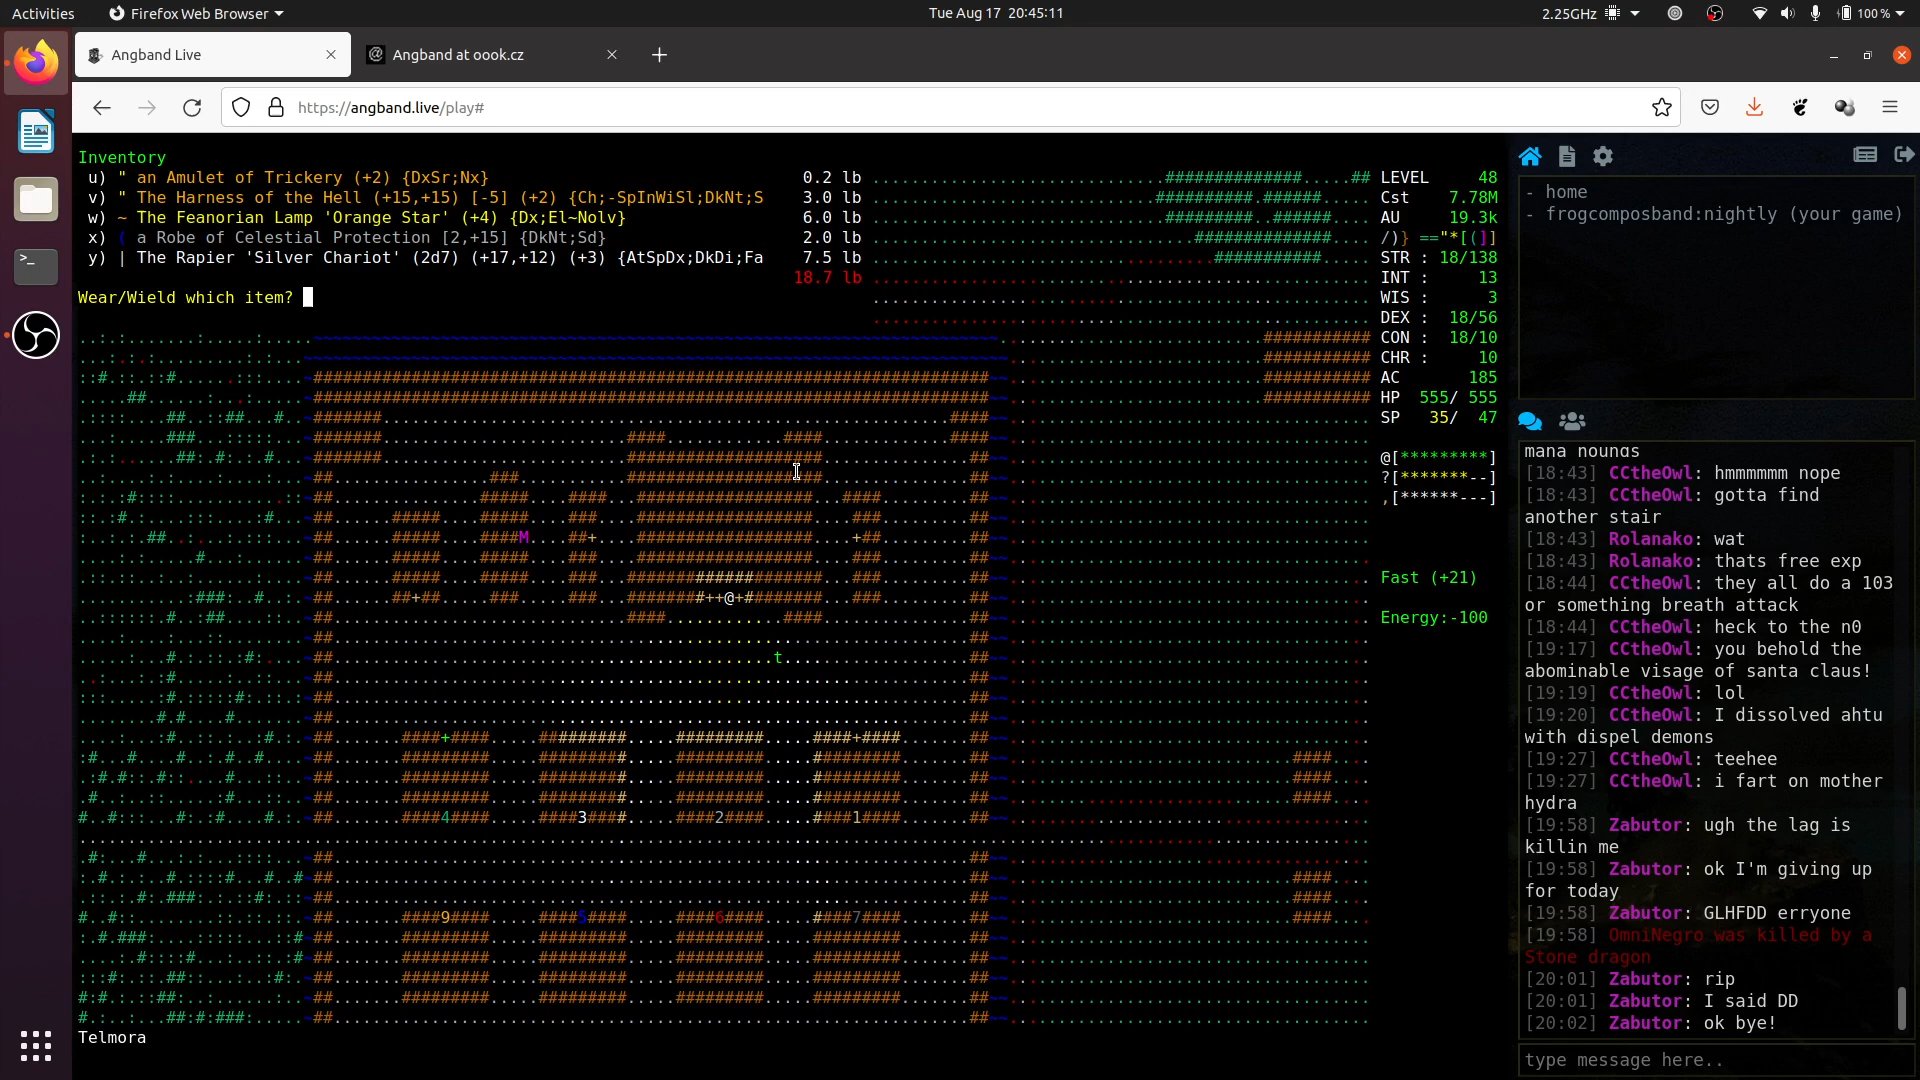 Activities
Firefox Web Browser
Tue Aug 17  20:45:11
2.25GHz
100 %
Angband Live
Angband at oook.cz
https://angband.live/play#
Inventory
u) " an Amulet of Trickery (+2) {DxSr;Nx} 0.2 lb
v) " The Harness of the Hell (+15,+15) [-5] (+2) {Ch;-SpInWiSl;DkNt;S 3.0 lb
w) ~ The Feanorian Lamp 'Orange Star' (+4) {Dx;El~Nolv} 6.0 lb
x) ( a Robe of Celestial Protection [2,+15] {DkNt;Sd} 2.0 lb
y) | The Rapier 'Silver Chariot' (2d7) (+17,+12) (+3) {AtSpDx;DkDi;Fa 7.5 lb
18.7 lb
Wear/Wield which item?
LEVEL 48
Cst 7.78M
AU 19.3k
/)} =="*[(]]
STR : 18/138
INT : 13
WIS : 3
DEX : 18/56
CON : 18/10
CHR : 10
AC 185
HP 555/ 555
SP 35/ 47
@[*********]
?[*******--]
,[******---]
Fast (+21)
Energy:-100
M
@
t
4 3 2 1
9 5 6 7
Telmora
- home
- frogcomposband:nightly (your game)
mana hounds
[18:43] CCtheOwl: hmmmmmm nope
[18:43] CCtheOwl: gotta find
another stair
[18:43] Rolanako: wat
[18:43] Rolanako: thats free exp
[18:44] CCtheOwl: they all do a 103
or something breath attack
[18:44] CCtheOwl: heck to the n0
[19:17] CCtheOwl: you behold the
abominable visage of santa claus!
[19:19] CCtheOwl: lol
[19:20] CCtheOwl: I dissolved ahtu
with dispel demons
[19:27] CCtheOwl: teehee
[19:27] CCtheOwl: i fart on mother
hydra
[19:58] Zabutor: ugh the lag is
killin me
[19:58] Zabutor: ok I'm giving up
for today
[19:58] Zabutor: GLHFDD erryone
[19:58] OmniNegro was killed by a
Stone dragon
[20:01] Zabutor: rip
[20:01] Zabutor: I said DD
[20:02] Zabutor: ok bye!
type message here..